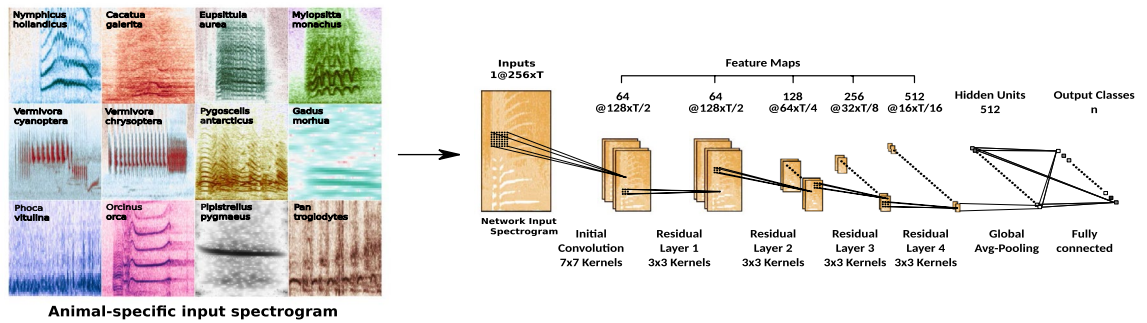 Nymphicus
hollandicus
Cacatua
galerita
Eupsittula
aurea
Myiopsitta
monachus
Vermivora
cyanoptera
Vermivora
chrysoptera
Pygoscelis
antarcticus
Gadus
morhua
Phoca
vitulina
Orcinus
orca
Pipistrellus
pygmaeus
Pan
troglodytes
Animal-specific input spectrogram
Inputs
1@256xT
Network Input
Spectrogram
Feature Maps
64
@128xT/2
64
@128xT/2
128
@64xT/4
256
@32xT/8
512
@16xT/16
Hidden Units
512
Output Classes
n
Initial
Convolution
7x7 Kernels
Residual
Layer 1
3x3 Kernels
Residual
Layer 2
3x3 Kernels
Residual
Layer 3
3x3 Kernels
Residual
Layer 4
3x3 Kernels
Global
Avg-Pooling
Fully
connected